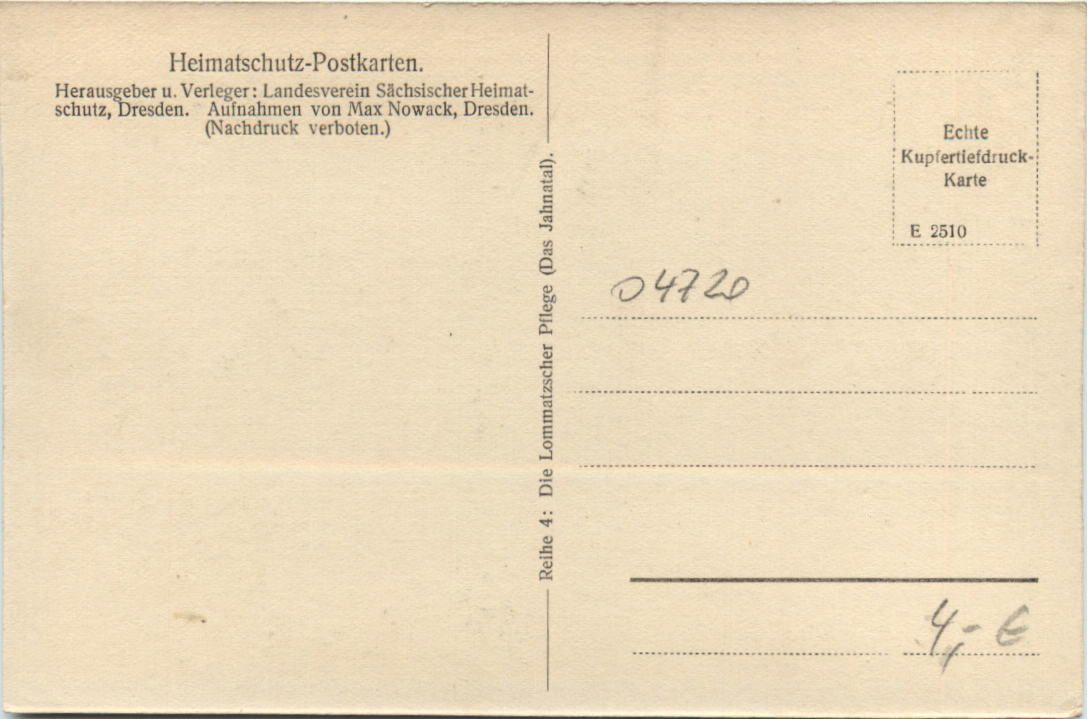 Heimatschutz-Postkarten.
Herausgeber u. Verleger: Landesverein Sächsischer Heimat-
schutz, Dresden. Aufnahmen von Max Nowack, Dresden.
(Nachdruck verboten.)
Reihe 4: Die Lommatzscher Pflege (Das Jahnatal).
Echte
Kupfertiefdruck-
Karte
E 2510
04720
4,- €